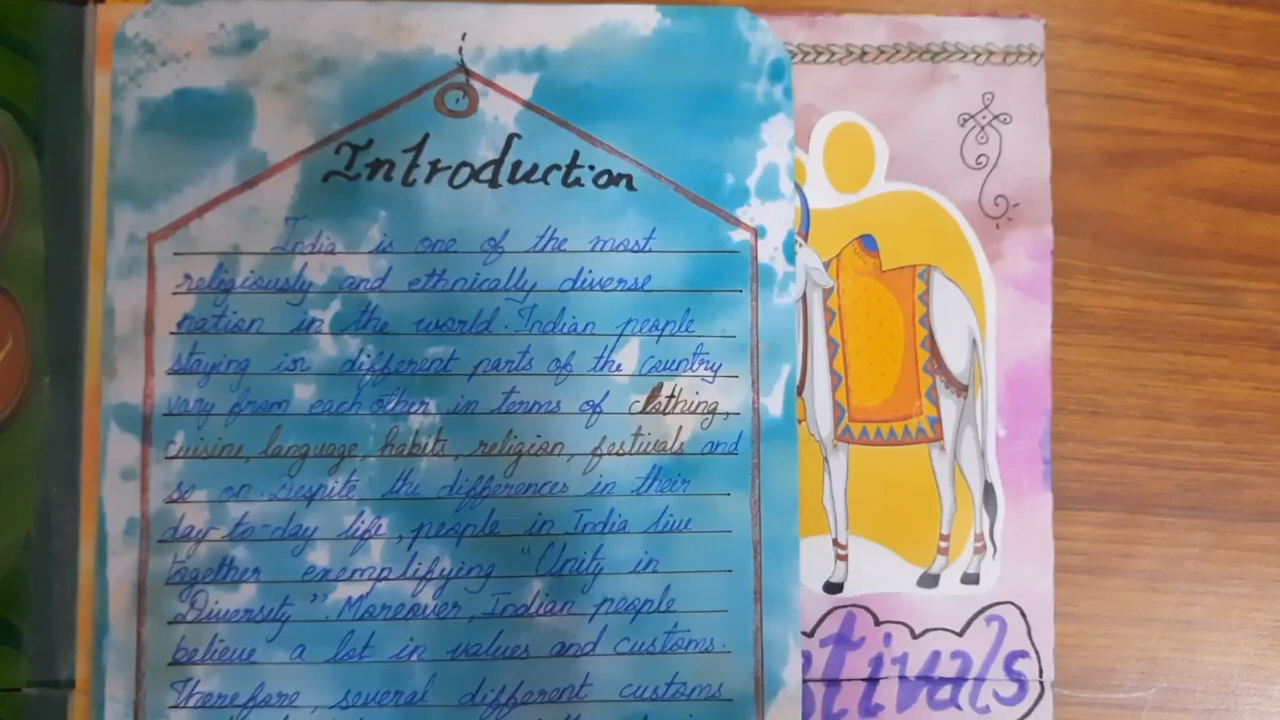 Introduction
India is one of the most
religiously and ethnically diverse
nation in the world. Indian people
staying in different parts of the country
vary from each other in terms of clothing,
cuisine, language, habits, religion, festivals and
so on. Despite the differences in their
day-to-day life, people in India live
together exemplifying "Unity in
Diversity". Moreover, Indian people
believe a lot in values and customs.
Therefore, several different customs
stivals